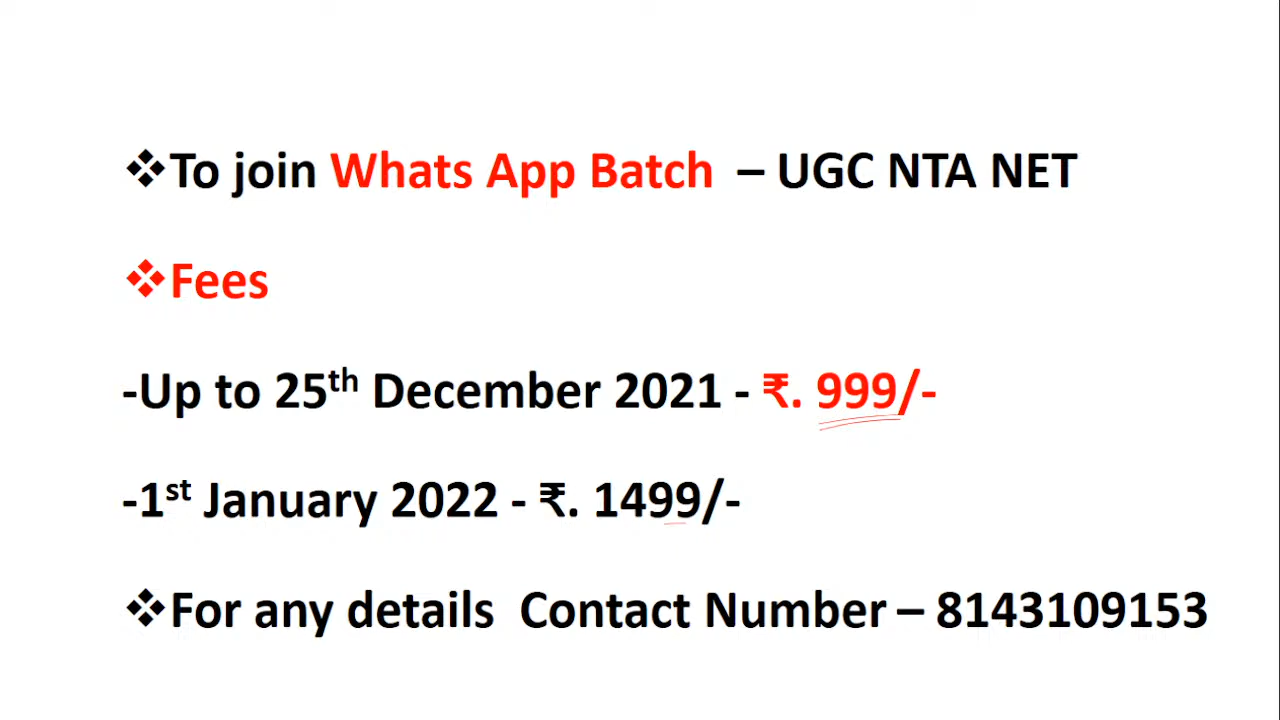 ❖To join Whats App Batch – UGC NTA NET
❖Fees
-Up to 25th December 2021 - ₹. 999/-
-1st January 2022 - ₹. 1499/-
❖For any details Contact Number – 8143109153